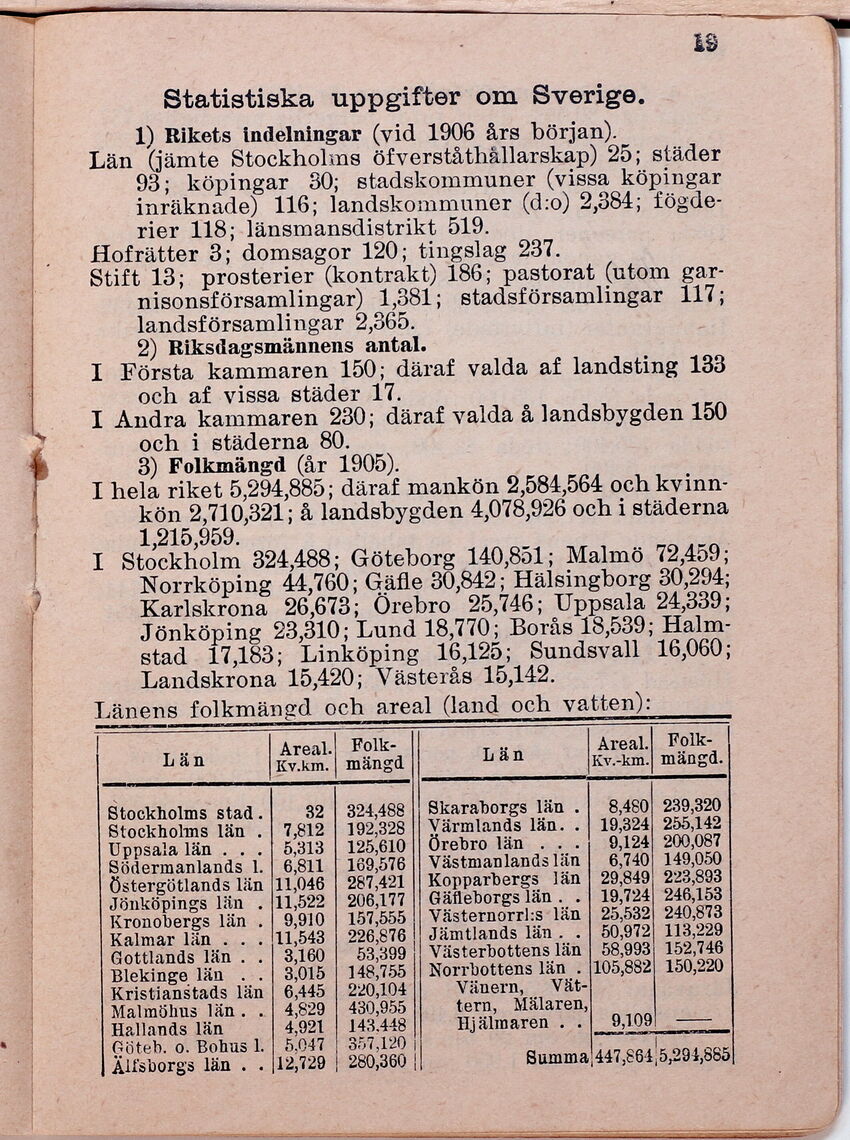 19
Statistiska uppgifter om Sverige.
1) Rikets indelningar (vid 1906 års början).
Län (jämte Stockholms öfverståthållarskap) 25; städer
93; köpingar 30; stadskommuner (vissa köpingar
inräknade) 116; landskommuner (d:o) 2,384; fögde-
rier 118; länsmansdistrikt 519.
Hofrätter 3; domsagor 120; tingslag 237.
Stift 13; prosterier (kontrakt) 186; pastorat (utom gar-
nisonsförsamlingar) 1,381; stadsförsamlingar 117;
landsförsamlingar 2,365.
2) Riksdagsmännens antal.
I Första kammaren 150; däraf valda af landsting 133
och af vissa städer 17.
I Andra kammaren 230; däraf valda å landsbygden 150
och i städerna 80.
3) Folkmängd (år 1905).
I hela riket 5,294,885; däraf mankön 2,584,564 och kvinn-
kön 2,710,321; å landsbygden 4,078,926 och i städerna
1,215,959.
I Stockholm 324,488; Göteborg 140,851; Malmö 72,459;
Norrköping 44,760; Gäfle 30,842; Hälsingborg 30,294;
Karlskrona 26,673; Örebro 25,746; Uppsala 24,339;
Jönköping 23,310; Lund 18,770; Borås 18,539; Halm-
stad 17,183; Linköping 16,125; Sundsvall 16,060;
Landskrona 15,420; Västerås 15,142.
Länens folkmängd och areal (land och vatten):
Län Areal. Kv.km. Folk-mängd
Stockholms stad. 32 324,488
Stockholms län . 7,812 192,328
Uppsala län . . . 5,313 125,610
Södermanlands l. 6,811 169,576
Östergötlands län 11,046 287,421
Jönköpings län . 11,522 206,177
Kronobergs län . 9,910 157,555
Kalmar län . . . 11,543 226,876
Gottlands län . . 3,160 53,399
Blekinge län . . 3,015 148,755
Kristianstads län 6,445 220,104
Malmöhus län . . 4,829 430,955
Hallands län 4,921 143,448
Göteb. o. Bohus l. 5,047 357,120
Älfsborgs län . . 12,729 280,360
Län Areal. Kv.-km. Folk-mängd.
Skaraborgs län . 8,480 239,320
Värmlands län. . 19,324 255,142
Örebro län . . . 9,124 200,087
Västmanlands län 6,740 149,050
Kopparbergs län 29,849 223,893
Gäfleborgs län . . 19,724 246,153
Västernorrl:s län 25,532 240,873
Jämtlands län . . 50,972 113,229
Västerbottens län 58,993 152,746
Norrbottens län . 105,882 150,220
Vänern, Vät-
tern, Mälaren,
Hjälmaren . . 9,109 —
Summa 447,864 5,294,885